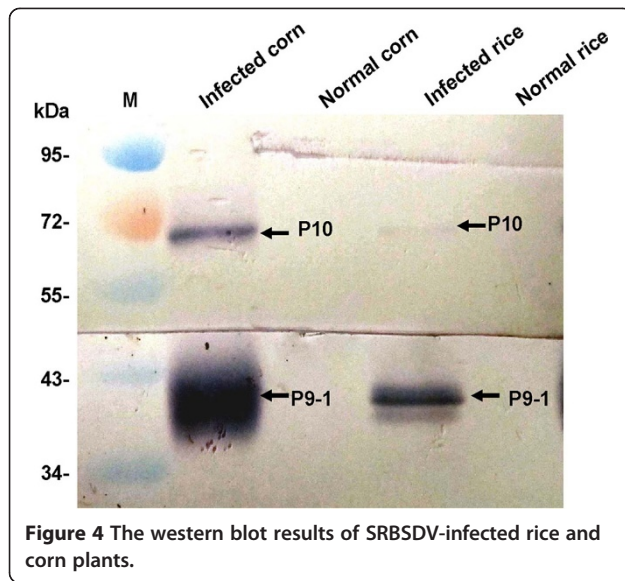 kDa
M
Infected corn
Normal corn
Infected rice
Normal rice
95-
72-
P10
P10
55-
43-
P9-1
P9-1
34-
Figure 4 The western blot results of SRBSDV-infected rice and
corn plants.